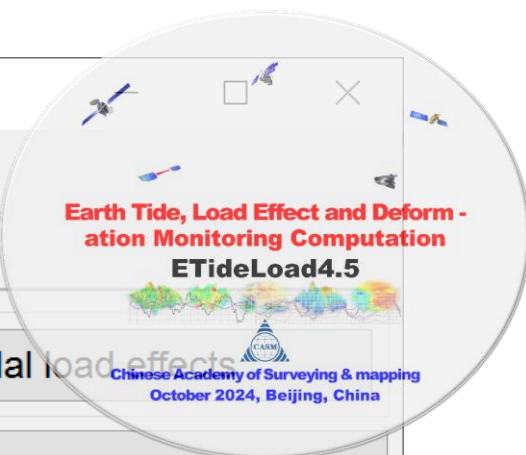 Earth Tide, Load Effect and Deform -
ation Monitoring Computation
ETideLoad4.5
CASM
al load effects
Chinese Academy of Surveying & mapping
October 2024, Beijing, China